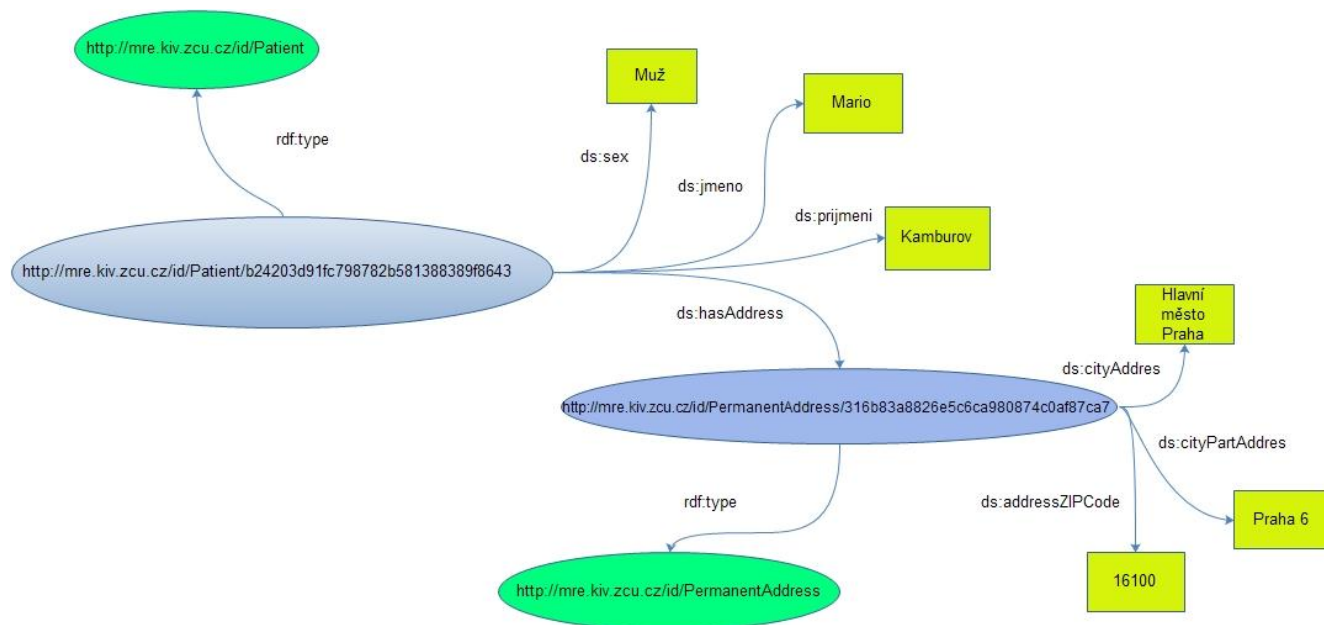 http://mre.kiv.zcu.cz/id/Patient
Muž
Mario
rdf:type
ds:sex
ds:jmeno
ds:prijmeni
Kamburov
http://mre.kiv.zcu.cz/id/Patient/b24203d91fc798782b581388389f8643
ds:hasAddress
Hlavní
město
Praha
ds:cityAddres
http://mre.kiv.zcu.cz/id/PermanentAddress/316b83a8826e5c6ca980874c0af87ca7
ds:cityPartAddres
rdf:type
ds:addressZIPCode
Praha 6
http://mre.kiv.zcu.cz/id/PermanentAddress
16100